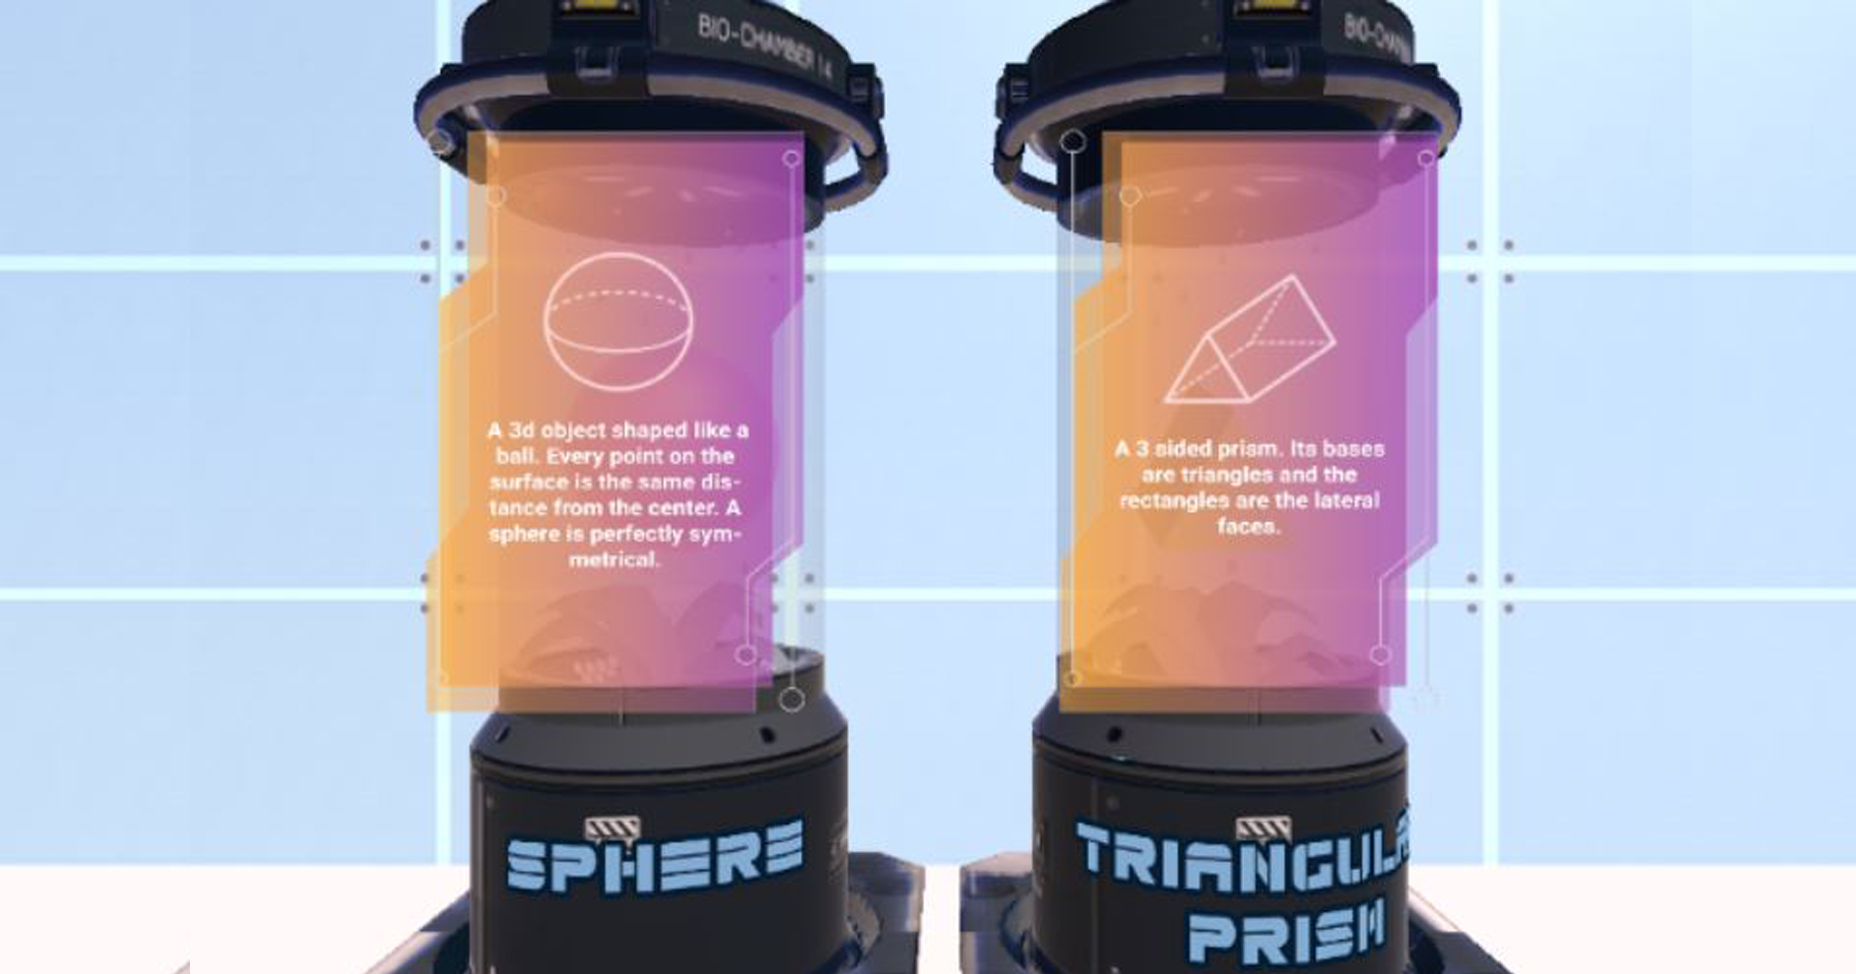 BIO-CHAMBER 14
A 3d object shaped like a
ball. Every point on the
surface is the same dis-
tance from the center. A
sphere is perfectly sym-
metrical.
SPHERE
A 3 sided prism. Its bases
are triangles and the
rectangles are the lateral
faces.
TRIANGULA
PRISM